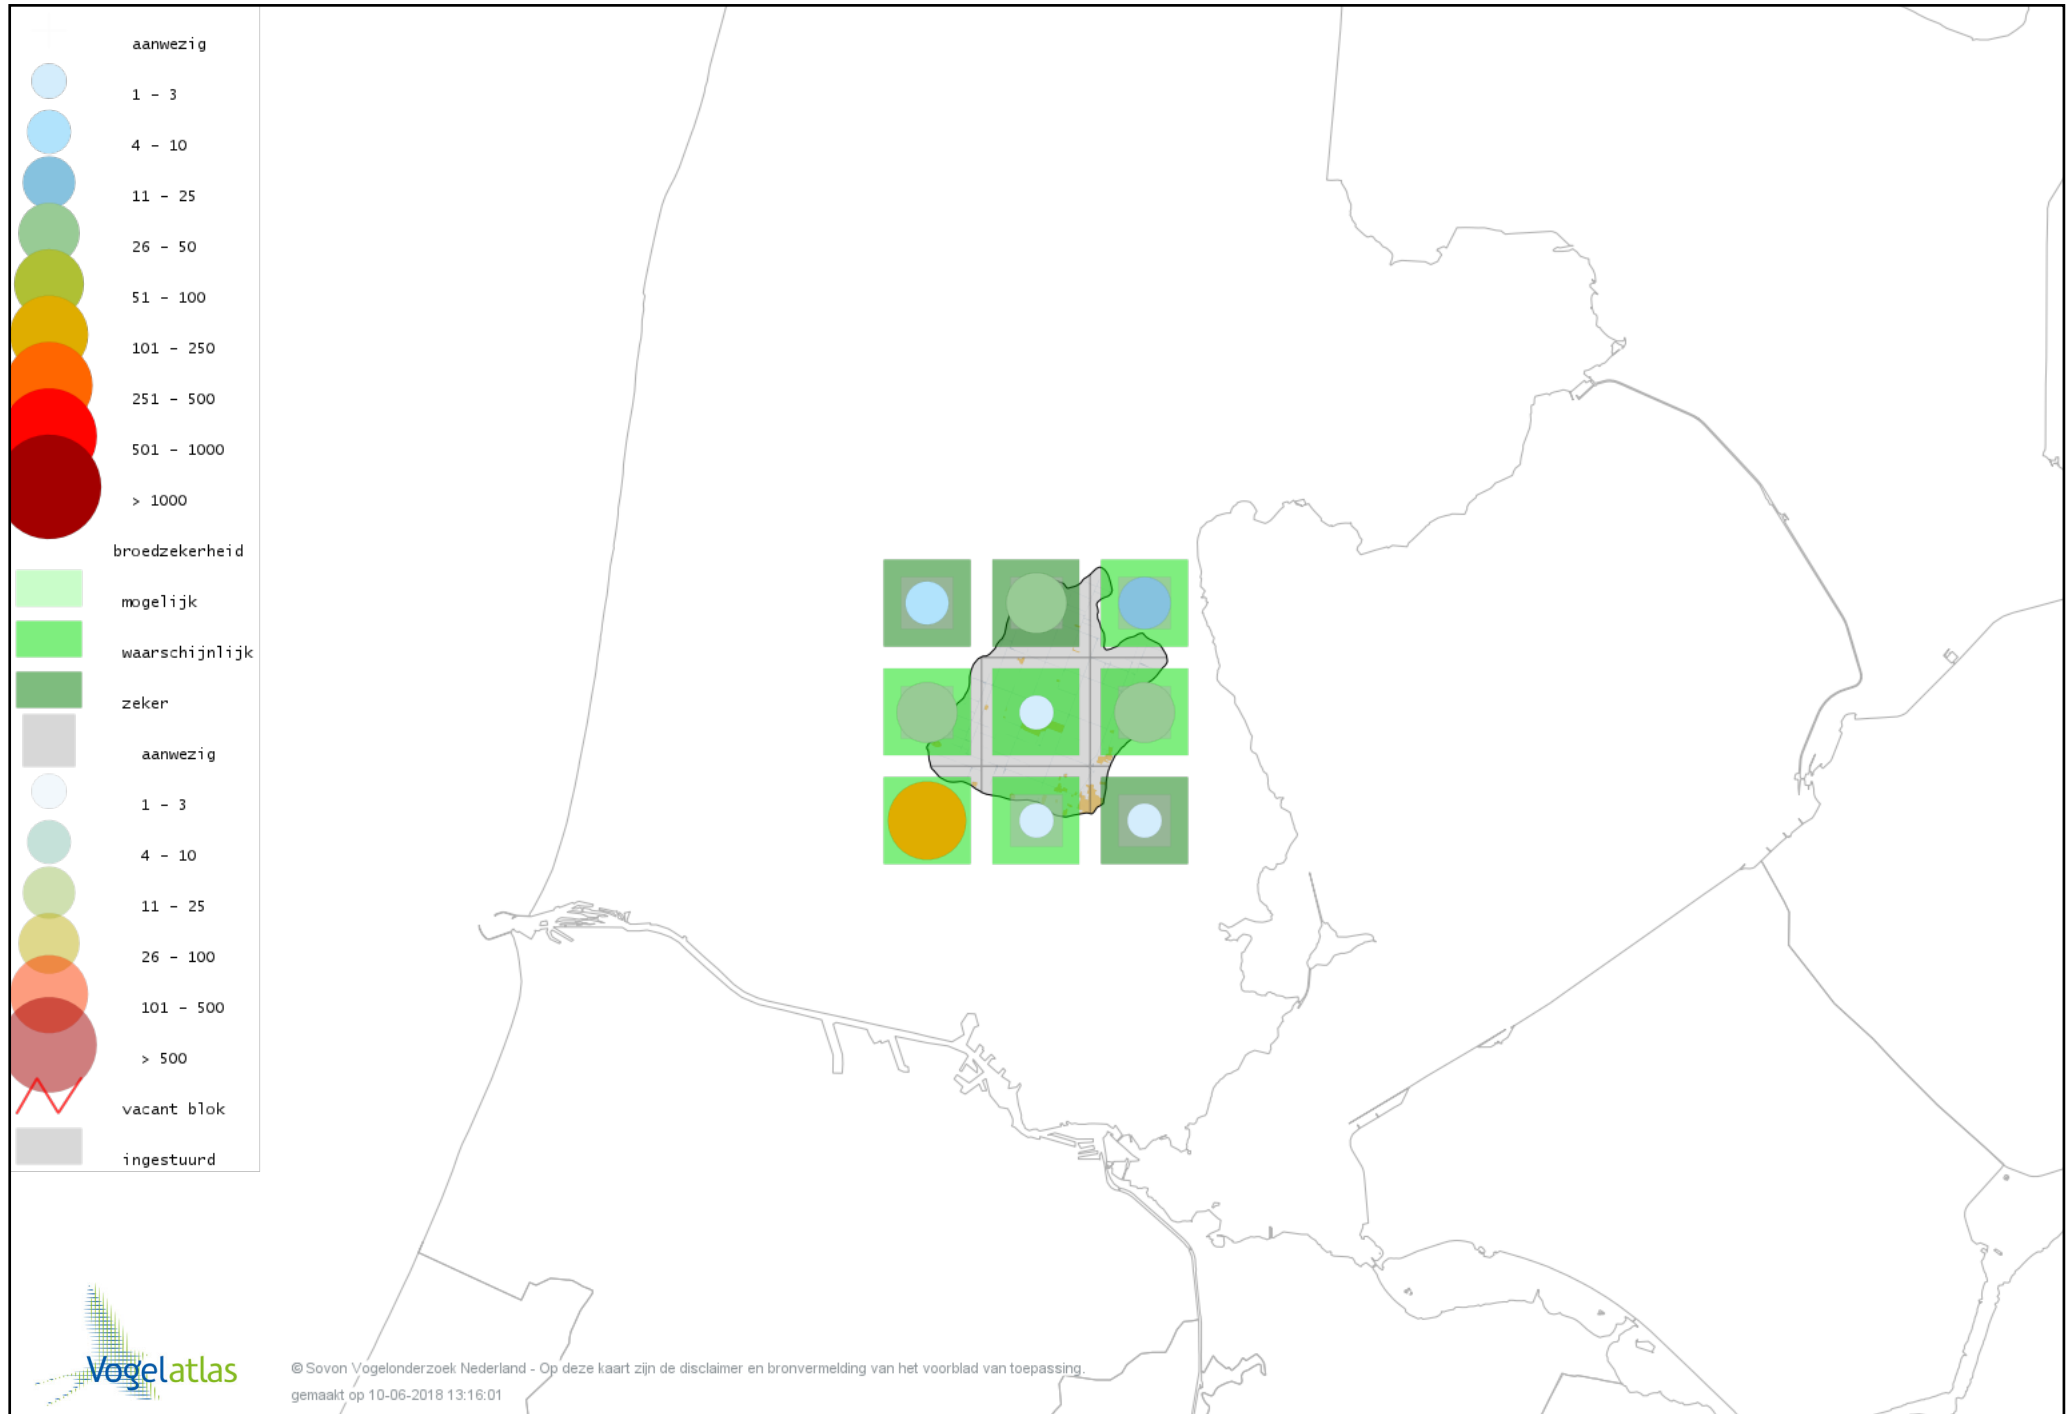 aanwezig
1 - 3
4 - 10
11 - 25
26 - 50
51 - 100
101 - 250
251 - 500
501 - 1000
> 1000
broedzekerheid
mogelijk
waarschijnlijk
zeker
aanwezig
1 - 3
4 - 10
11 - 25
26 - 100
101 - 500
> 500
vacant blok
ingestuurd
Vogelatlas
© Sovon Vogelonderzoek Nederland - Op deze kaart zijn de disclaimer en bronvermelding van het voorblad van toepassing.
gemaakt op 10-06-2018 13:16:01